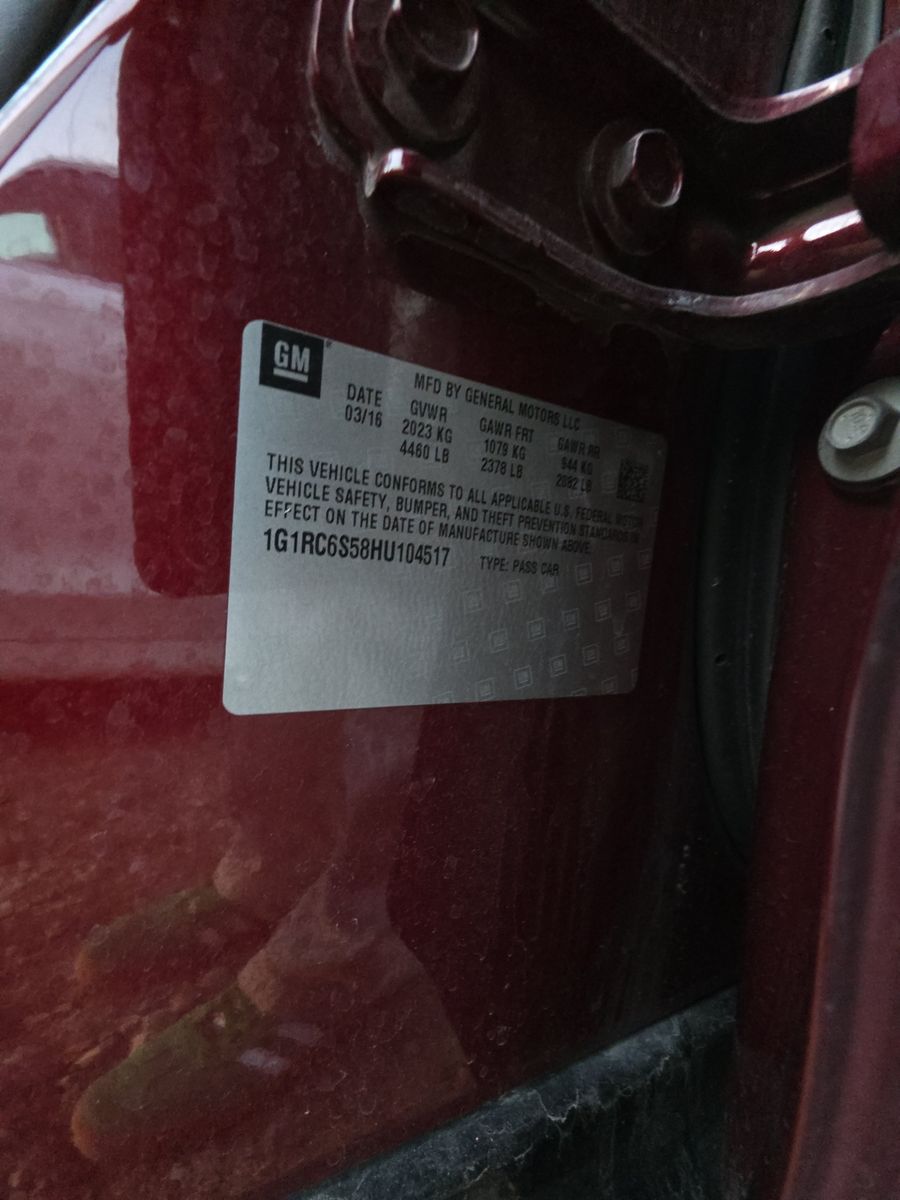 GM
MFD BY GENERAL MOTORS LLC
DATE GVWR GAWR FRT GAWR RR
03/16 2023 KG 1079 KG 944 KG
4460 LB 2378 LB 2082 LB
THIS VEHICLE CONFORMS TO ALL APPLICABLE U.S. FEDERAL MOTOR
VEHICLE SAFETY, BUMPER, AND THEFT PREVENTION STANDARDS IN
EFFECT ON THE DATE OF MANUFACTURE SHOWN ABOVE.
1G1RC6S58HU104517 TYPE: PASS CAR